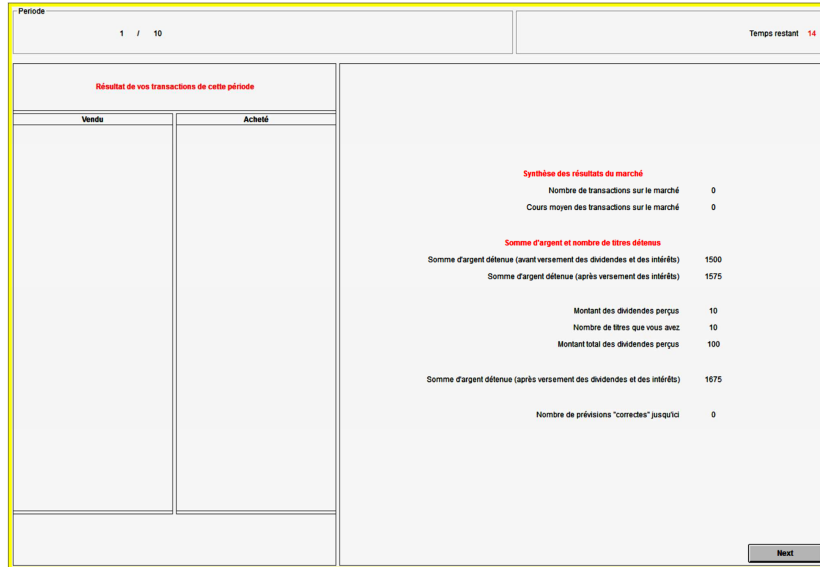 Periode
1 / 10
Temps restant 14
Résultat de vos transactions de cette période
Vendu Acheté
Synthèse des résultats du marché
Nombre de transactions sur le marché 0
Cours moyen des transactions sur le marché 0
Somme d'argent et nombre de titres détenus
Somme d'argent détenue (avant versement des dividendes et des intérêts) 1500
Somme d'argent détenue (après versement des intérêts) 1575
Montant des dividendes perçus 10
Nombre de titres que vous avez 10
Montant total des dividendes perçus 100
Somme d'argent détenue (après versement des dividendes et des intérêts) 1675
Nombre de prévisions "correctes" jusqu'ici 0
Next